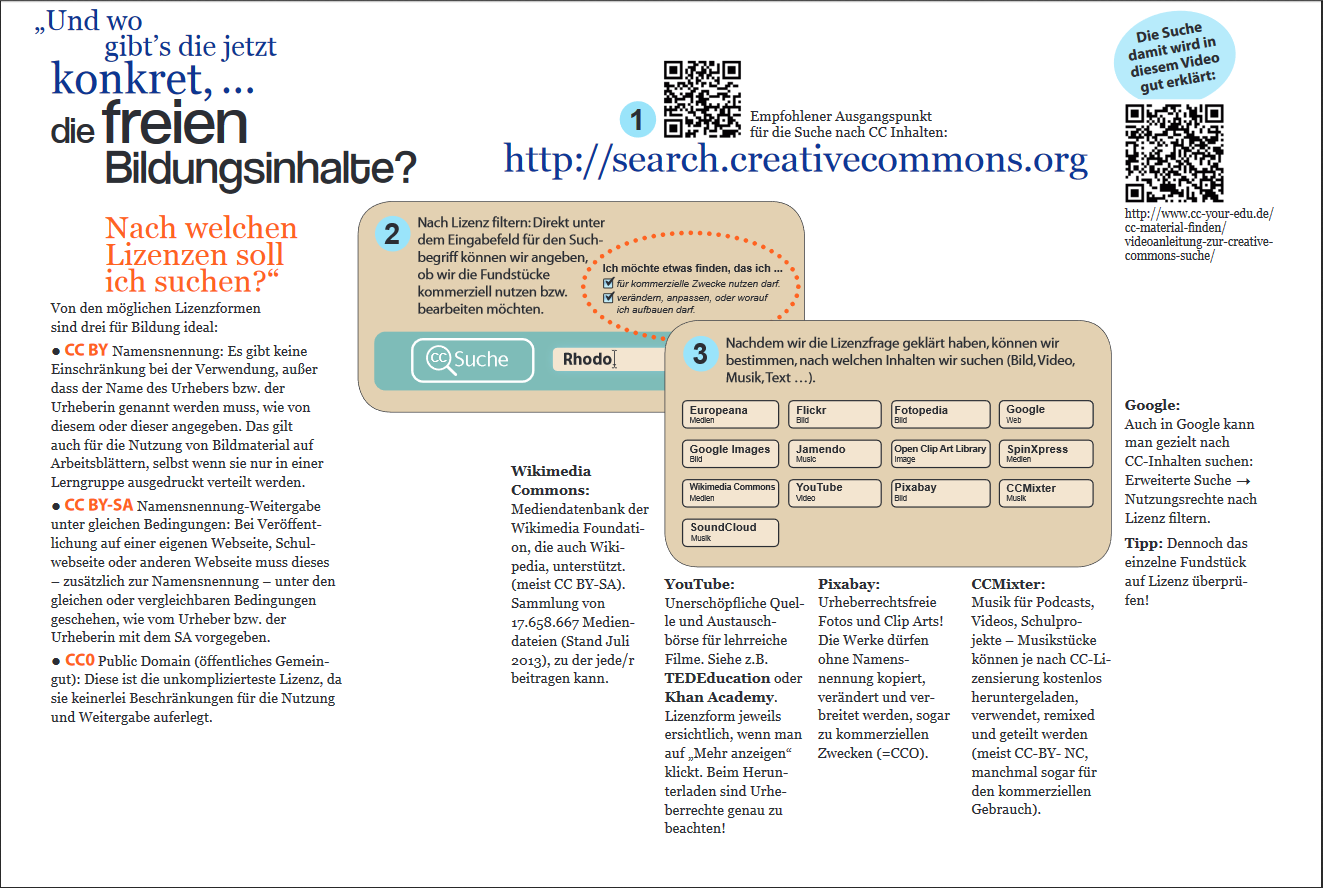 „Und wo
gibt’s die jetzt
konkret, ...
die freien
Bildungsinhalte?
Nach welchen
Lizenzen soll
ich suchen?“
Von den möglichen Lizenzformen
sind drei für Bildung ideal:
● CC BY Namensnennung: Es gibt keine
Einschränkung bei der Verwendung, außer
dass der Name des Urhebers bzw. der
Urheberin genannt werden muss, wie von
diesem oder dieser angegeben. Das gilt
auch für die Nutzung von Bildmaterial auf
Arbeitsblättern, selbst wenn sie nur in einer
Lerngruppe ausgedruckt verteilt werden.
● CC BY-SA Namensnennung-Weitergabe
unter gleichen Bedingungen: Bei Veröffent-
lichung auf einer eigenen Webseite, Schul-
webseite oder anderen Webseite muss dieses
– zusätzlich zur Namensnennung – unter den
gleichen oder vergleichbaren Bedingungen
geschehen, wie vom Urheber bzw. der
Urheberin mit dem SA vorgegeben.
● CC0 Public Domain (öffentliches Gemein-
gut): Diese ist die unkomplizierteste Lizenz, da
sie keinerlei Beschränkungen für die Nutzung
und Weitergabe auferlegt.
1
Empfohlener Ausgangspunkt
für die Suche nach CC Inhalten:
http://search.creativecommons.org
Die Suche
damit wird in
diesem Video
gut erklärt:
http://www.cc-your-edu.de/
cc-material-finden/
videoanleitung-zur-creative-
commons-suche/
2
Nach Lizenz filtern: Direkt unter
dem Eingabefeld für den Such-
begriff können wir angeben,
ob wir die Fundstücke
kommerziell nutzen bzw.
bearbeiten möchten.
Ich möchte etwas finden, das ich ...
für kommerzielle Zwecke nutzen darf.
verändern, anpassen, oder worauf
ich aufbauen darf.
CC Suche
Rhodo
3
Nachdem wir die Lizenzfrage geklärt haben, können wir
bestimmen, nach welchen Inhalten wir suchen (Bild, Video,
Musik, Text …).
Europeana
Medien
Flickr
Bild
Fotopedia
Bild
Google
Web
Google Images
Bild
Jamendo
Music
Open Clip Art Library
Image
SpinXpress
Medien
Wikimedia Commons
Medien
YouTube
Video
Pixabay
Bild
CCMixter
Musik
SoundCloud
Musik
Wikimedia
Commons:
Mediendatenbank der
Wikimedia Foundati-
on, die auch Wiki-
pedia, unterstützt.
(meist CC BY-SA).
Sammlung von
17.658.667 Medien-
dateien (Stand Juli
2013), zu der jede/r
beitragen kann.
YouTube:
Unerschöpfliche Quel-
le und Austausch-
börse für lehrreiche
Filme. Siehe z.B.
TEDEducation oder
Khan Academy.
Lizenzform jeweils
ersichtlich, wenn man
auf „Mehr anzeigen“
klickt. Beim Herun-
terladen sind Urhe-
berrechte genau zu
beachten!
Pixabay:
Urheberrechtsfreie
Fotos und Clip Arts!
Die Werke dürfen
ohne Namens-
nennung kopiert,
verändert und ver-
breitet werden, sogar
zu kommerziellen
Zwecken (=CCO).
CCMixter:
Musik für Podcasts,
Videos, Schulpro-
jekte – Musikstücke
können je nach CC-Li-
zensierung kostenlos
heruntergeladen,
verwendet, remixed
und geteilt werden
(meist CC-BY- NC,
manchmal sogar für
den kommerziellen
Gebrauch).
Google:
Auch in Google kann
man gezielt nach
CC-Inhalten suchen:
Erweiterte Suche →
Nutzungsrechte nach
Lizenz filtern.
Tipp: Dennoch das
einzelne Fundstück
auf Lizenz überprü-
fen!